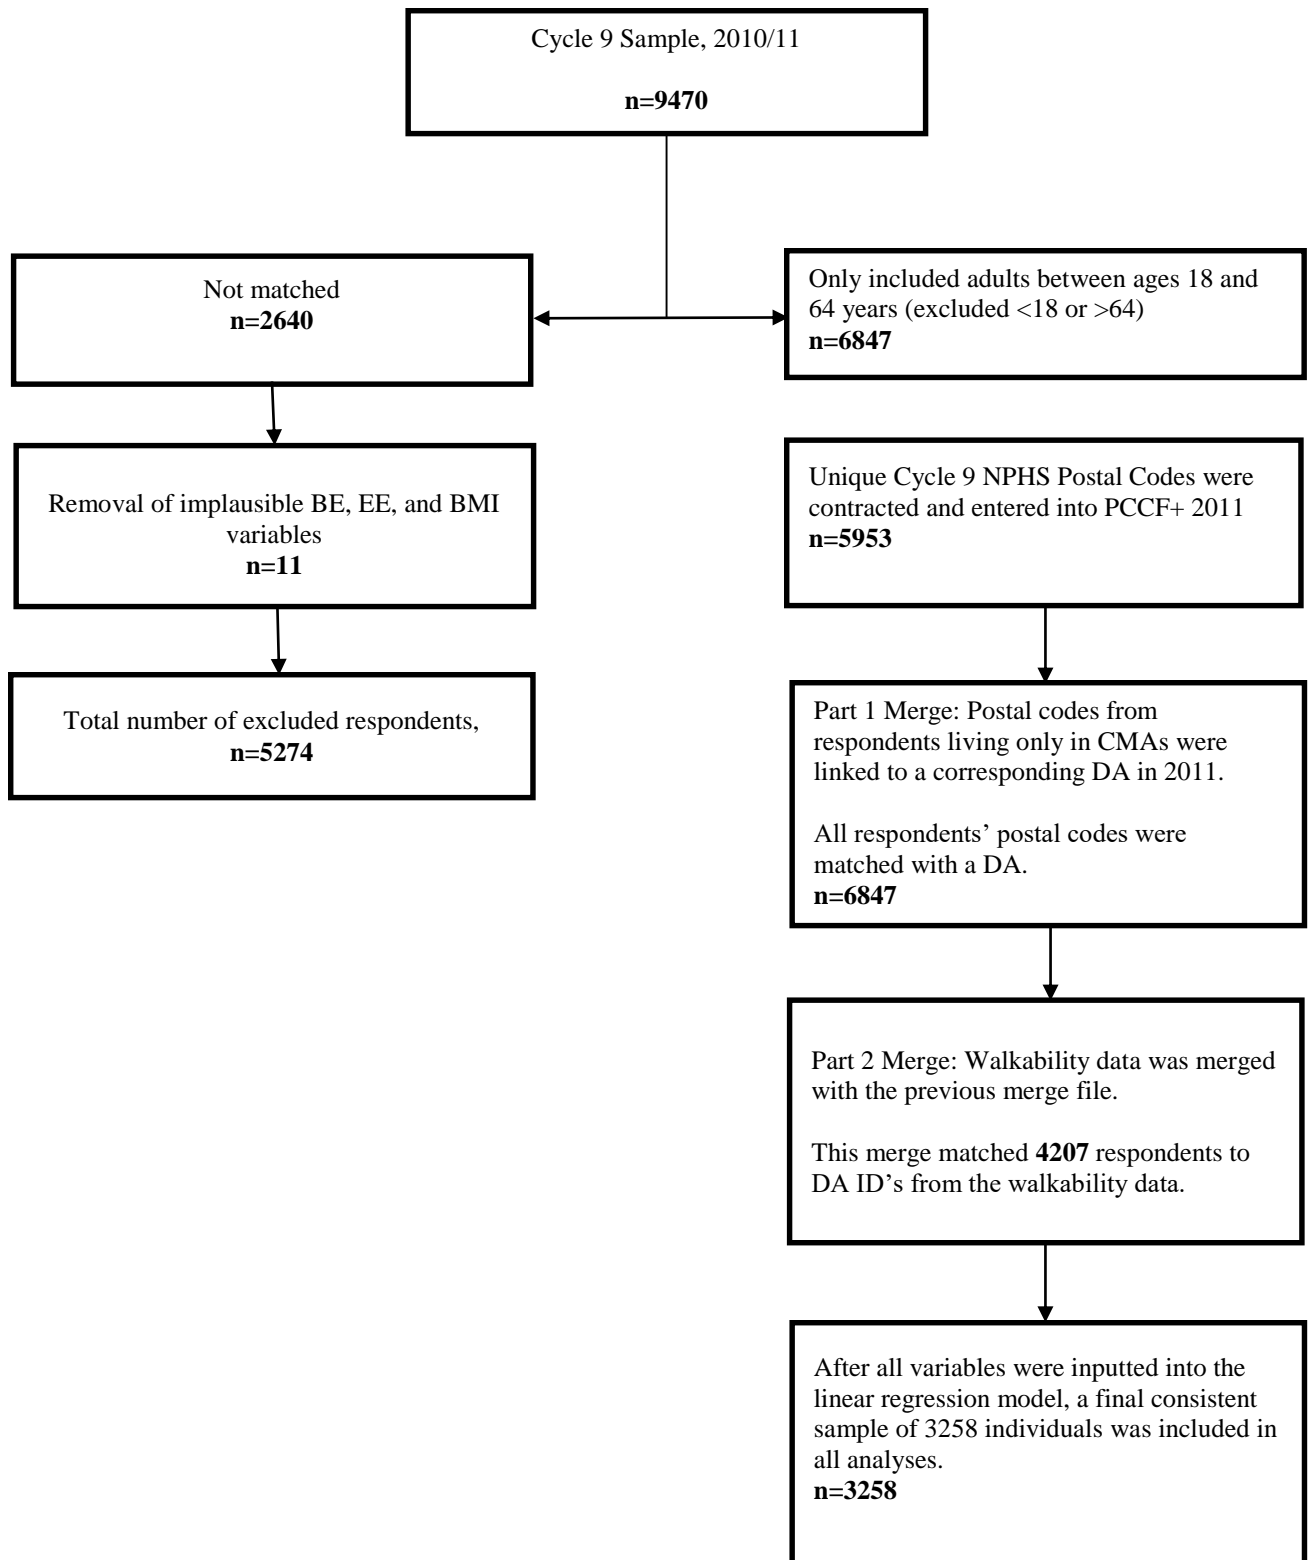 Cycle 9 Sample, 2010/11
n=9470
Not matched
n=2640
Only included adults between ages 18 and
64 years (excluded <18 or >64)
n=6847
Removal of implausible BE, EE, and BMI
variables
n=11
Unique Cycle 9 NPHS Postal Codes were
contracted and entered into PCCF+ 2011
n=5953
Total number of excluded respondents,
n=5274
Part 1 Merge: Postal codes from
respondents living only in CMAs were
linked to a corresponding DA in 2011.
All respondents’ postal codes were
matched with a DA.
n=6847
Part 2 Merge: Walkability data was merged
with the previous merge file.
This merge matched 4207 respondents to
DA ID’s from the walkability data.
After all variables were inputted into the
linear regression model, a final consistent
sample of 3258 individuals was included in
all analyses.
n=3258